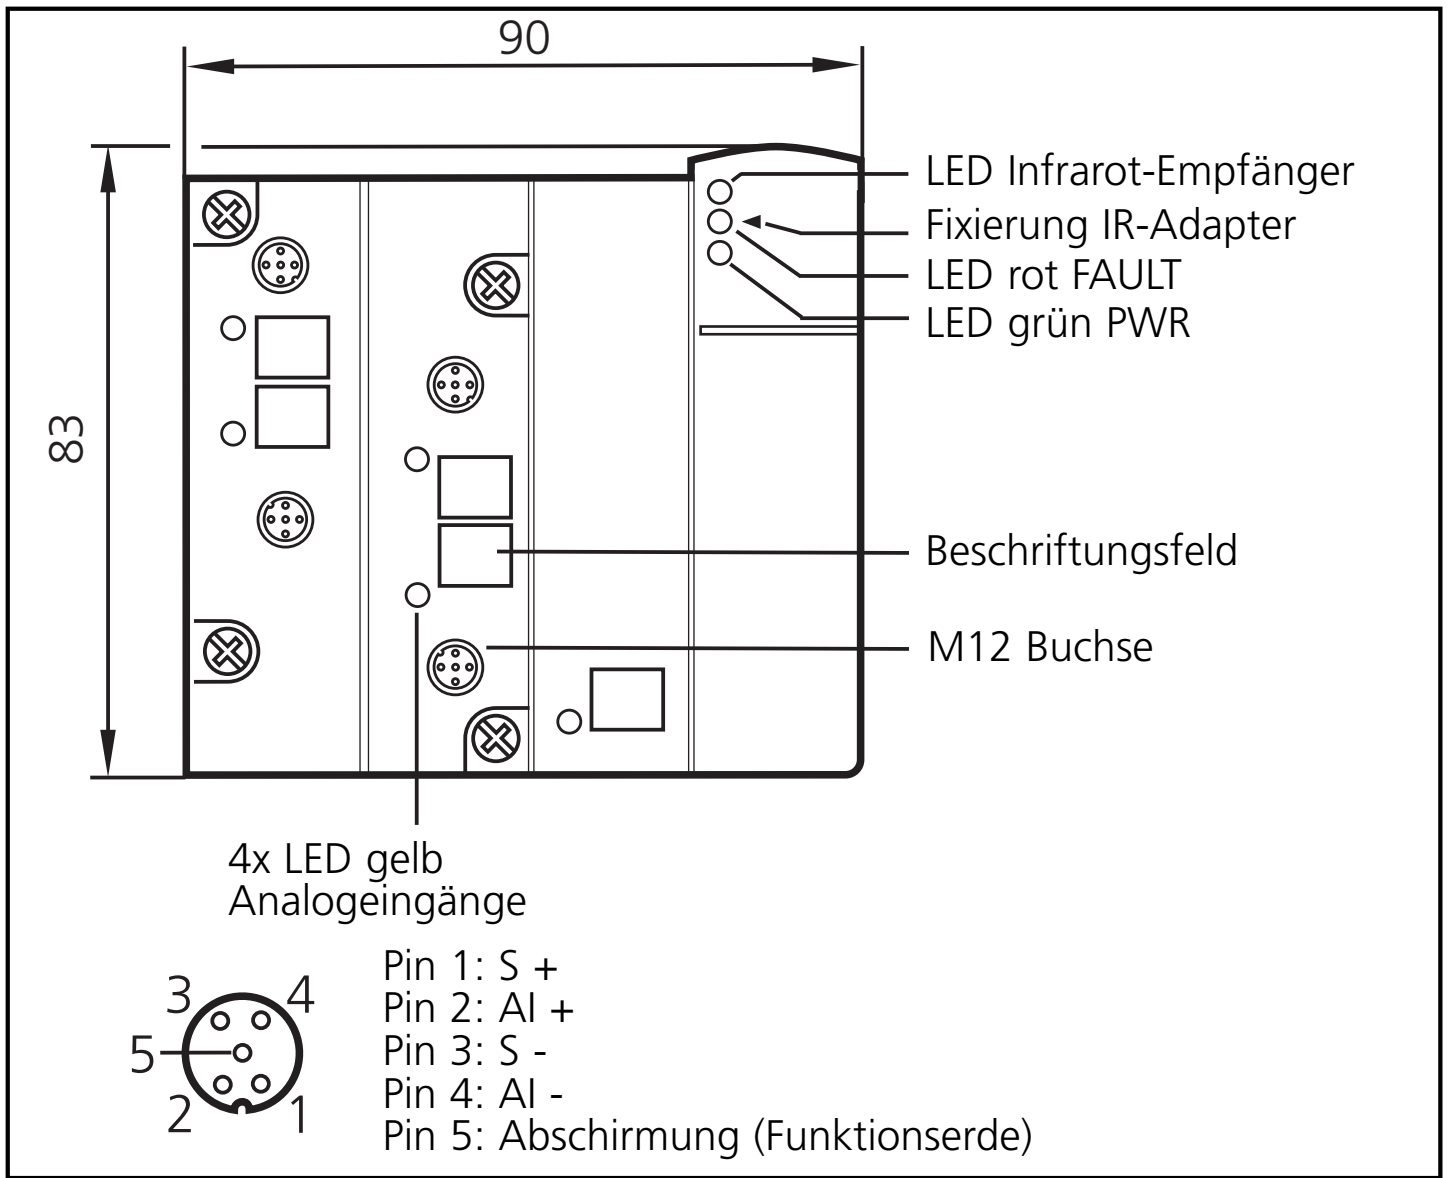 90
LED Infrarot-Empfänger
Fixierung IR-Adapter
LED rot FAULT
LED grün PWR
83
Beschriftungsfeld
M12 Buchse
4x LED gelb
Analogeingänge
3
4
5
2
1
Pin 1: S +
Pin 2: AI +
Pin 3: S -
Pin 4: AI -
Pin 5: Abschirmung (Funktionserde)